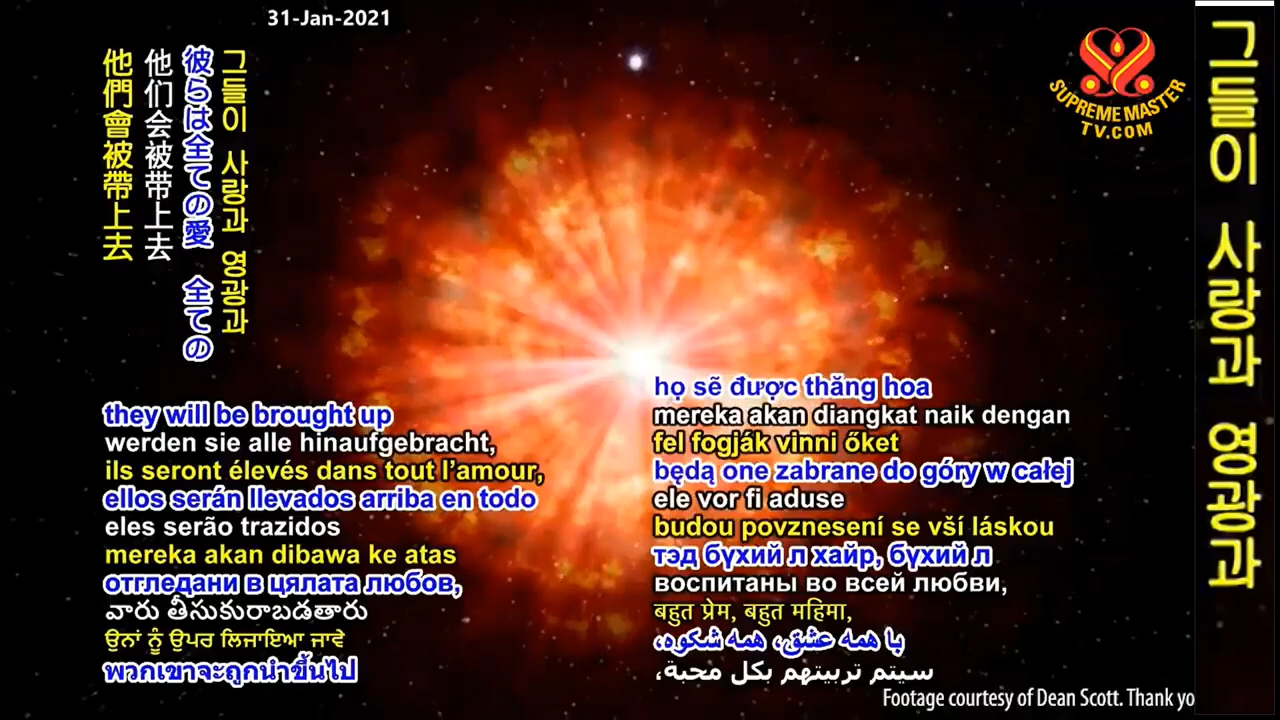 31-Jan-2021
SUPREME MASTER
TV.COM
그들이 사랑과 영광과
그들이 사랑과 영광과
彼らは全ての愛 全ての
他们会被带上去
他們會被帶上去
they will be brought up
werden sie alle hinaufgebracht,
ils seront élevés dans tout l’amour,
ellos serán llevados arriba en todo
eles serão trazidos
mereka akan dibawa ke atas
отгледани в цялата любов,
వారు తీసుకురాబడతారు
ਉਨਾਂ ਨੂੰ ਉਪਰ ਲਿਜਾਇਆ ਜਾਵੇ
พวกเขาจะถูกนำขึ้นไป
họ sẽ được thăng hoa
mereka akan diangkat naik dengan
fel fogják vinni őket
będą one zabrane do góry w całej
ele vor fi aduse
budou povznesení se vší láskou
тэд бүхий л хайр, бүхий л
воспитаны во всей любви,
बहुत प्रेम, बहुत महिमा,
با همه عشق، همه شکوه،
سيتم تربيتهم بكل محبة،
Footage courtesy of Dean Scott. Thank yo